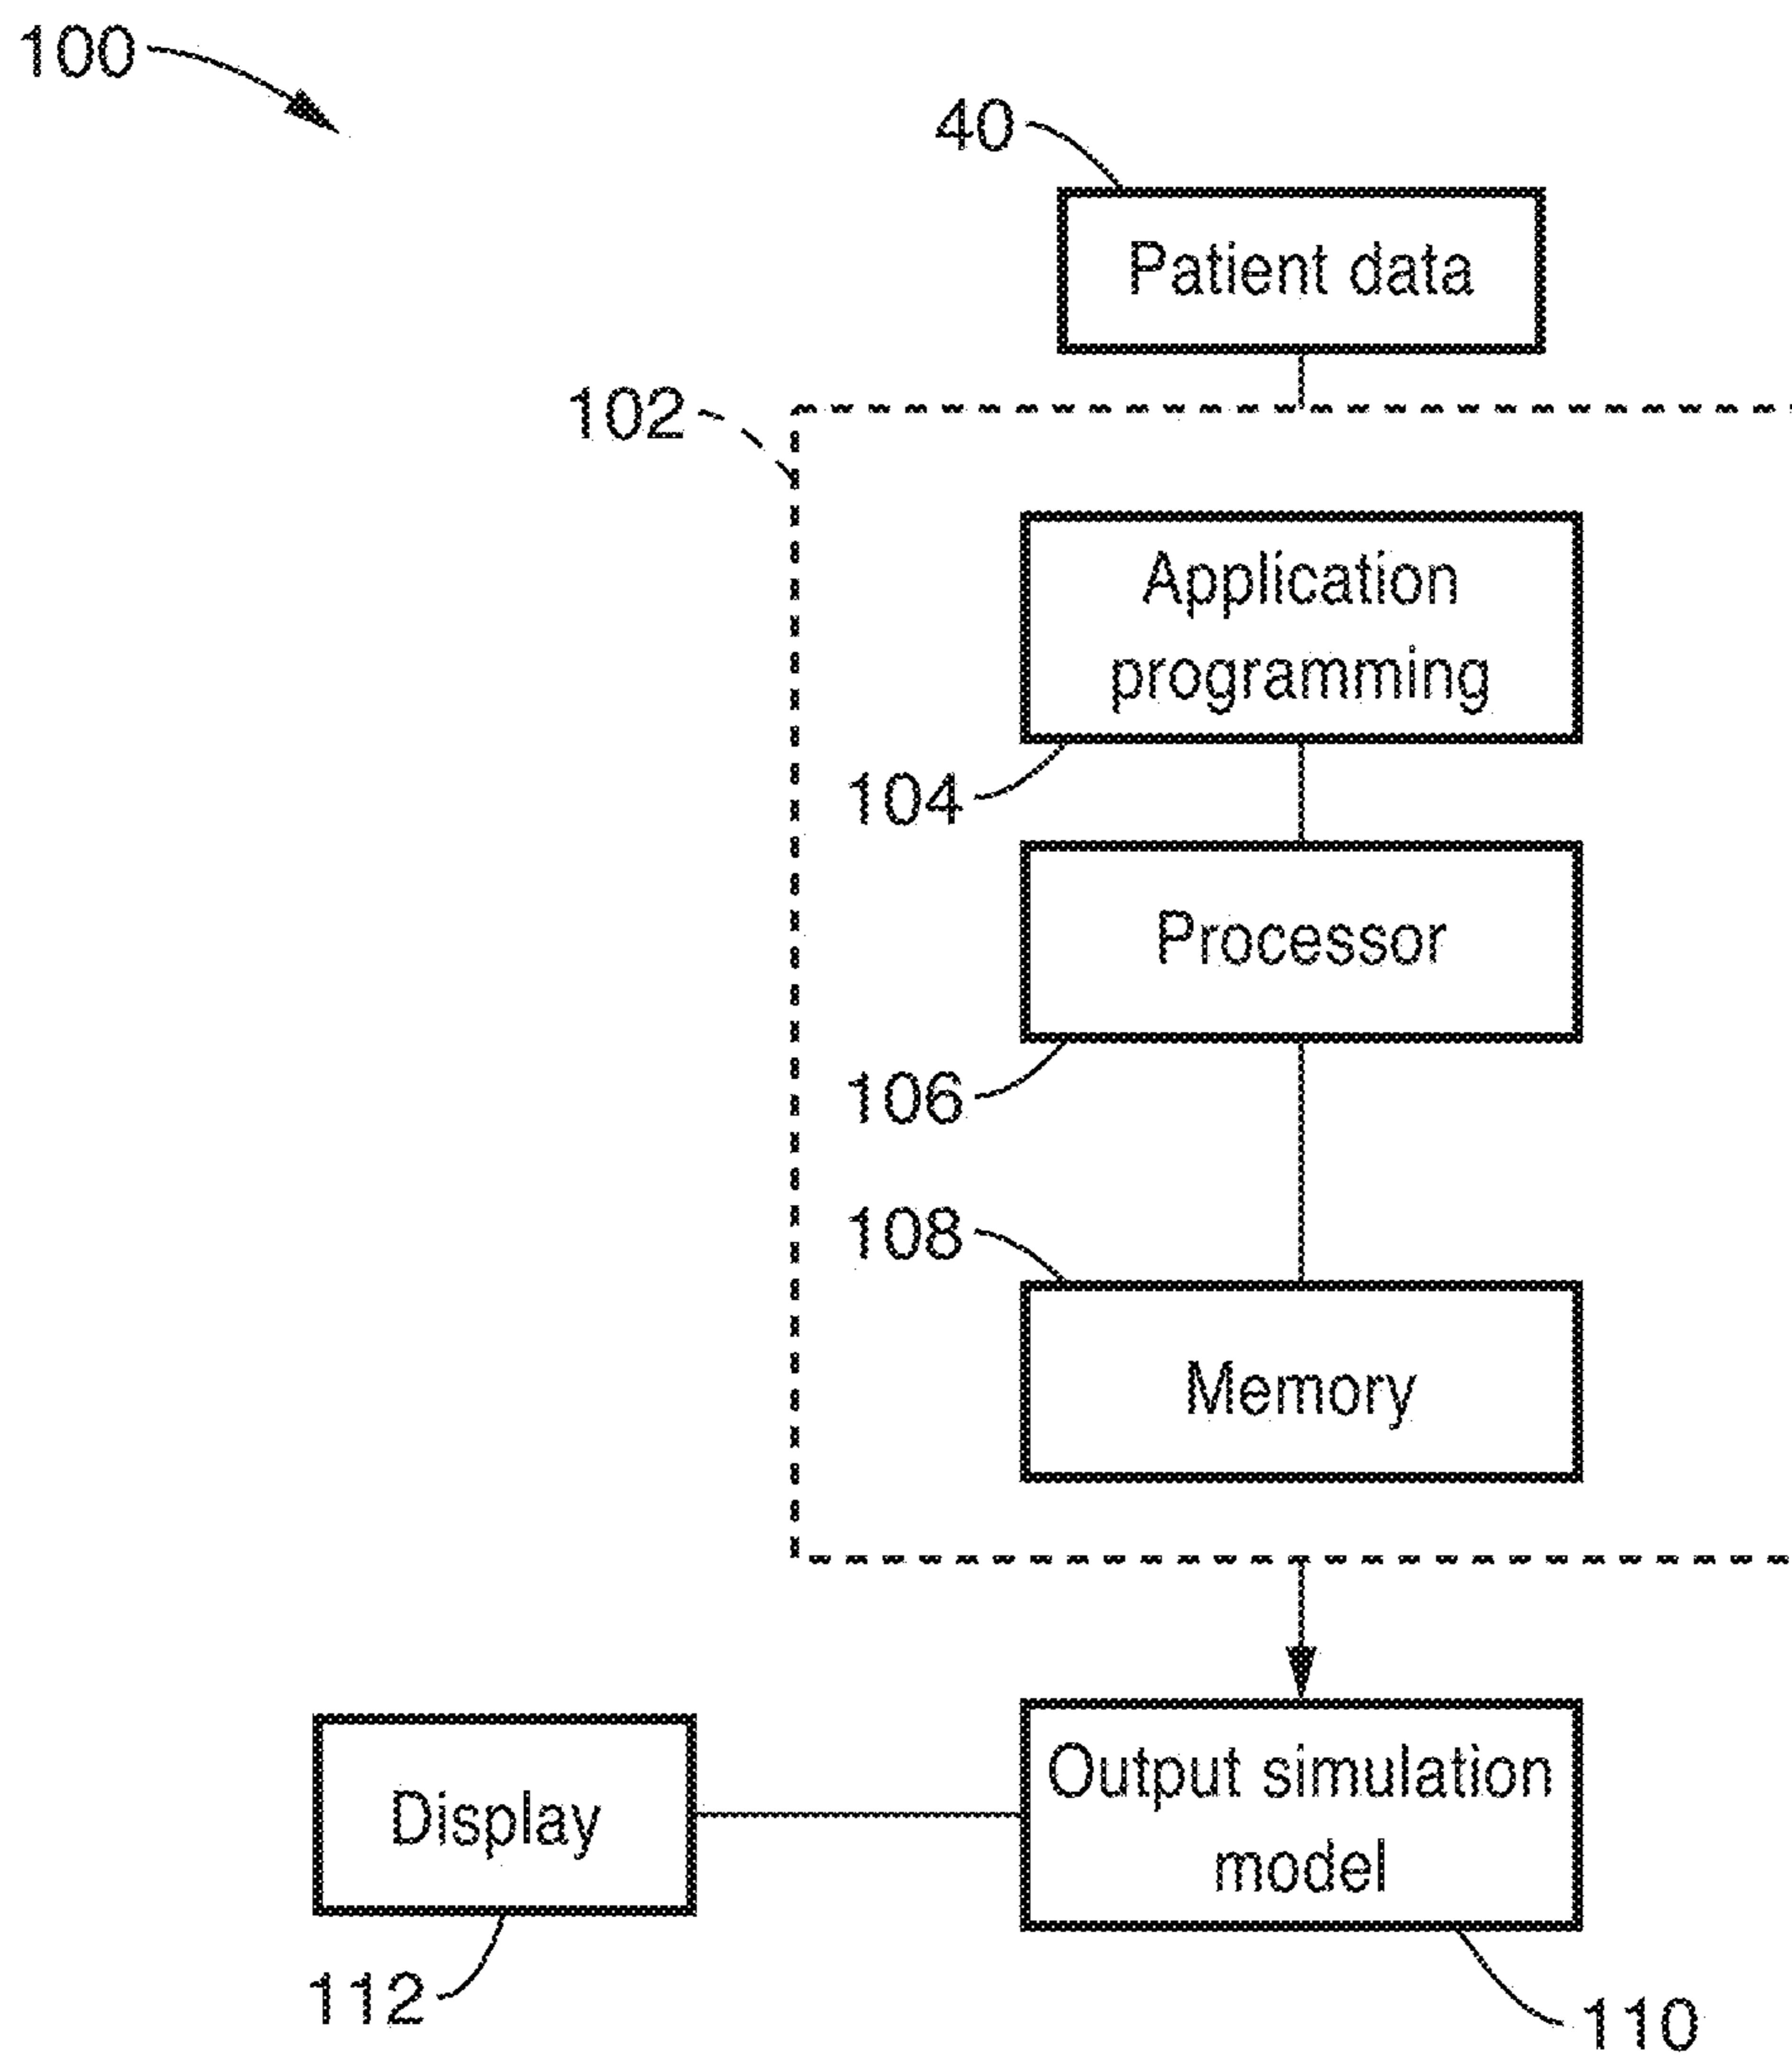 100
40
Patient data
102
Application
programming
104
Processor
106
108
Memory
Output simulation
model
Display
112
110